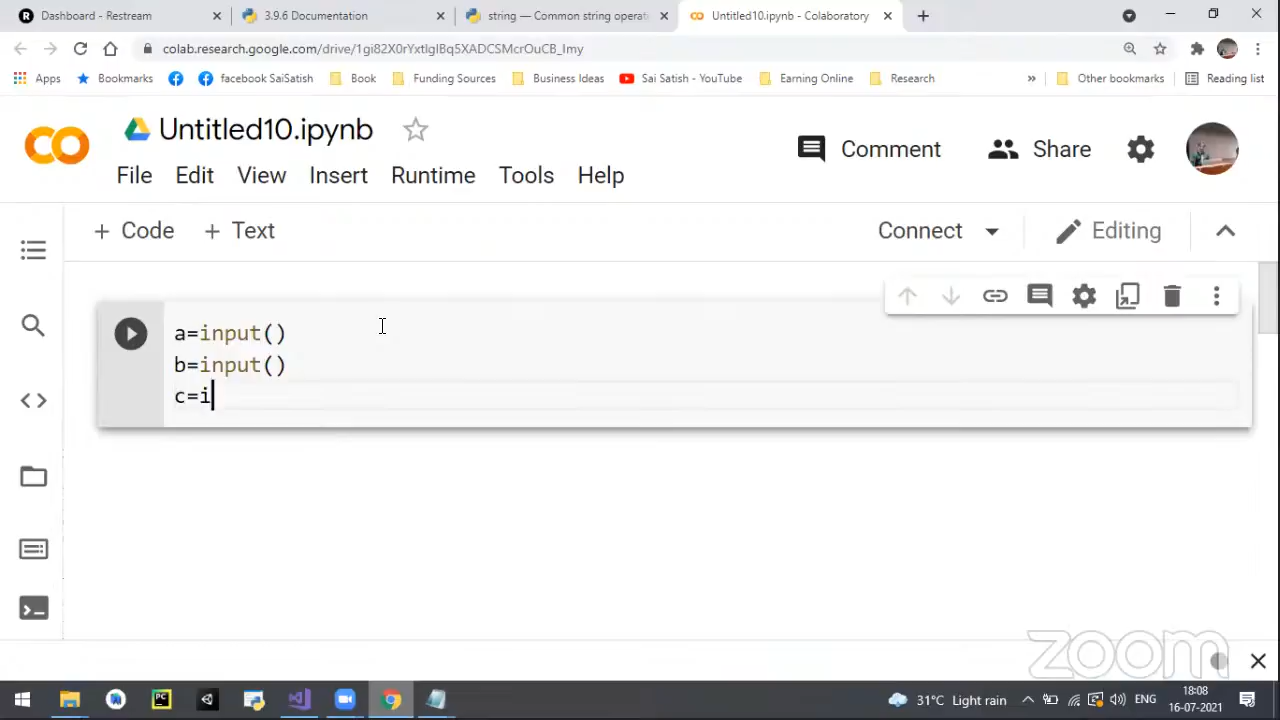 Dashboard - Restream
3.9.6 Documentation
string — Common string operat
Untitled10.ipynb - Colaboratory
colab.research.google.com/drive/1gi82X0rYxtlgIBq5XADCSMcrOuCB_Imy
Apps
Bookmarks
facebook SaiSatish
Book
Funding Sources
Business Ideas
Sai Satish - YouTube
Earning Online
Research
»
Other bookmarks
Reading list
Untitled10.ipynb
Comment
Share
File Edit View Insert Runtime Tools Help
+ Code + Text
Connect
Editing
a=input()
b=input()
c=i
zoom
31°C Light rain
ENG
18:08
16-07-2021